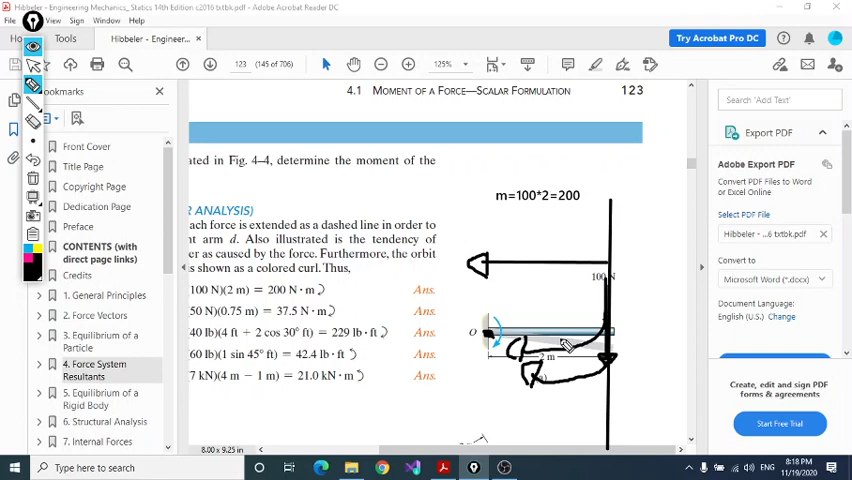 Hibbeler - Engineering Mechanics_ Statics 14th Edition c2016 txtbk.pdf - Adobe Acrobat Reader DC
File
View Sign Window Help
Tools
Hibbeler - Engineer...
Try Acrobat Pro DC
123 (145 of 706)
125%
Front Cover
Title Page
Copyright Page
Dedication Page
Preface
CONTENTS (with
direct page links)
Credits
1. General Principles
2. Force Vectors
3. Equilibrium of a
Particle
4. Force System
Resultants
5. Equilibrium of a
Rigid Body
6. Structural Analysis
7. Internal Forces
4.1 MOMENT OF A FORCE—SCALAR FORMULATION 123
ated in Fig. 4–4, determine the moment of the
R ANALYSIS)
each force is extended as a dashed line in order to
nt arm d. Also illustrated is the tendency of
er as caused by the force. Furthermore, the orbit
is shown as a colored curl. Thus,
100 N)(2 m) = 200 N · m Ans.
50 N)(0.75 m) = 37.5 N · m Ans.
40 lb)(4 ft + 2 cos 30° ft) = 229 lb · ft Ans.
60 lb)(1 sin 45° ft) = 42.4 lb · ft Ans.
7 kN)(4 m − 1 m) = 21.0 kN · m Ans.
m=100*2=200
100 N
O
2 m
8.00 x 9.25 in
Search 'Add Text'
Export PDF
Adobe Export PDF
Convert PDF Files to Word
or Excel Online
Select PDF File
Hibbeler - ...6 txtbk.pdf
Convert to
Microsoft Word (*.docx)
Document Language:
English (U.S.) Change
Create, edit and sign PDF
forms & agreements
Start Free Trial
Type here to search
ENG
8:18 PM
11/19/2020